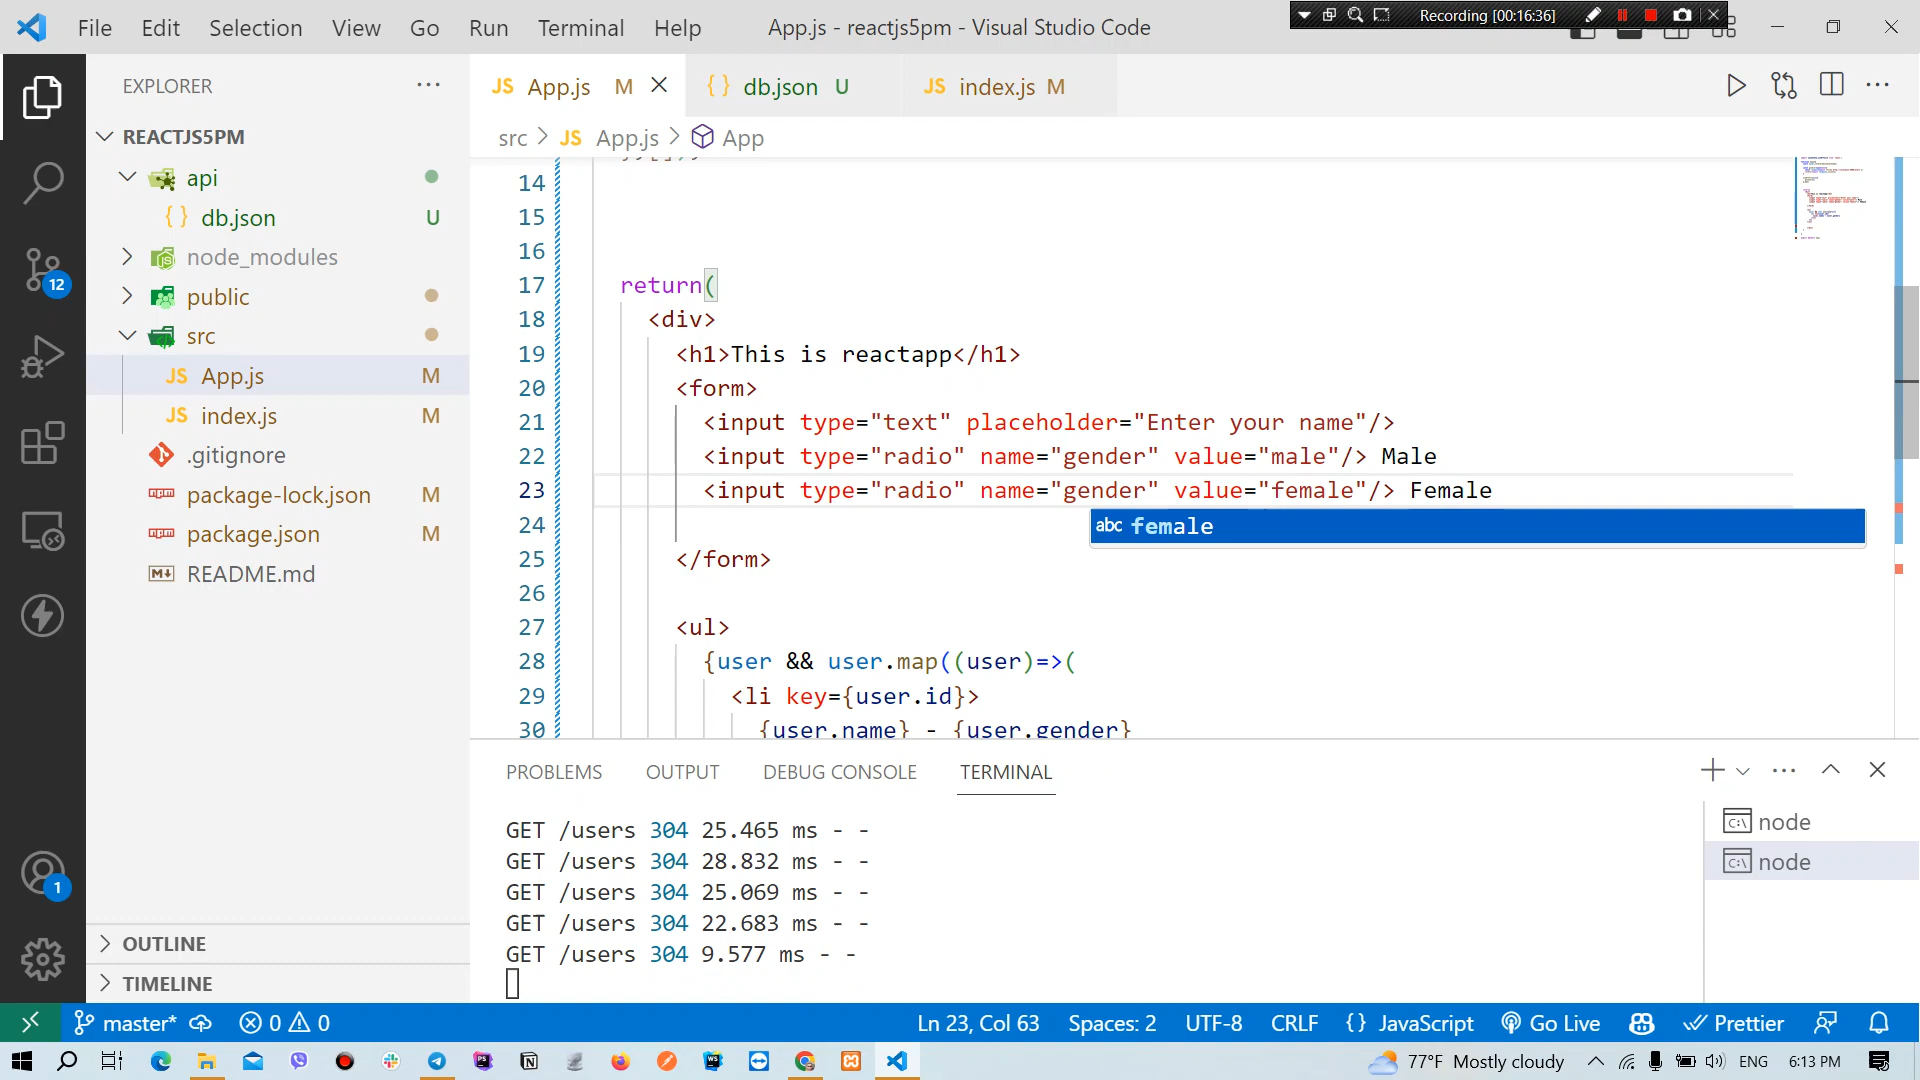 File Edit Selection View Go Run Terminal Help
App.js - reactjs5pm - Visual Studio Code
Recording [00:16:36]
EXPLORER
REACTJS5PM
api
{} db.json U
node_modules
public
src
JS App.js M
JS index.js M
.gitignore
package-lock.json M
package.json M
README.md
OUTLINE
TIMELINE
12
1
JS App.js M
{} db.json U
JS index.js M
src > JS App.js > App
14
15
16
17 return(
18 <div>
19 <h1>This is reactapp</h1>
20 <form>
21 <input type="text" placeholder="Enter your name"/>
22 <input type="radio" name="gender" value="male"/> Male
23 <input type="radio" name="gender" value="female"/> Female
24
abc female
25 </form>
26
27 <ul>
28 {user && user.map((user)=>(
29 <li key={user.id}>
30 {user.name} - {user.gender}
PROBLEMS OUTPUT DEBUG CONSOLE TERMINAL
GET /users 304 25.465 ms - -
GET /users 304 28.832 ms - -
GET /users 304 25.069 ms - -
GET /users 304 22.683 ms - -
GET /users 304 9.577 ms - -
node
node
master* 0 0
Ln 23, Col 63 Spaces: 2 UTF-8 CRLF {} JavaScript Go Live Prettier
77°F Mostly cloudy ENG 6:13 PM